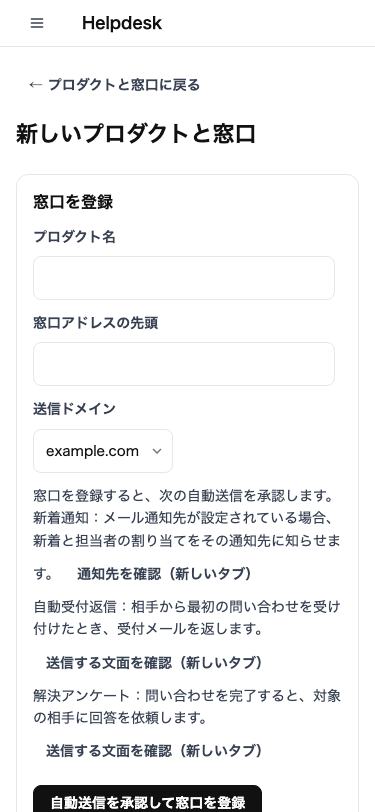 Helpdesk
← プロダクトと窓口に戻る
新しいプロダクトと窓口
窓口を登録
プロダクト名
窓口アドレスの先頭
送信ドメイン
example.com
窓口を登録すると、次の自動送信を承認します。
新着通知：メール通知先が設定されている場合、
新着と担当者の割り当てをその通知先に知らせま
す。 通知先を確認（新しいタブ）
自動受付返信：相手から最初の問い合わせを受け
付けたとき、受付メールを返します。
送信する文面を確認（新しいタブ）
解決アンケート：問い合わせを完了すると、対象
の相手に回答を依頼します。
送信する文面を確認（新しいタブ）
自動送信を承認して窓口を登録